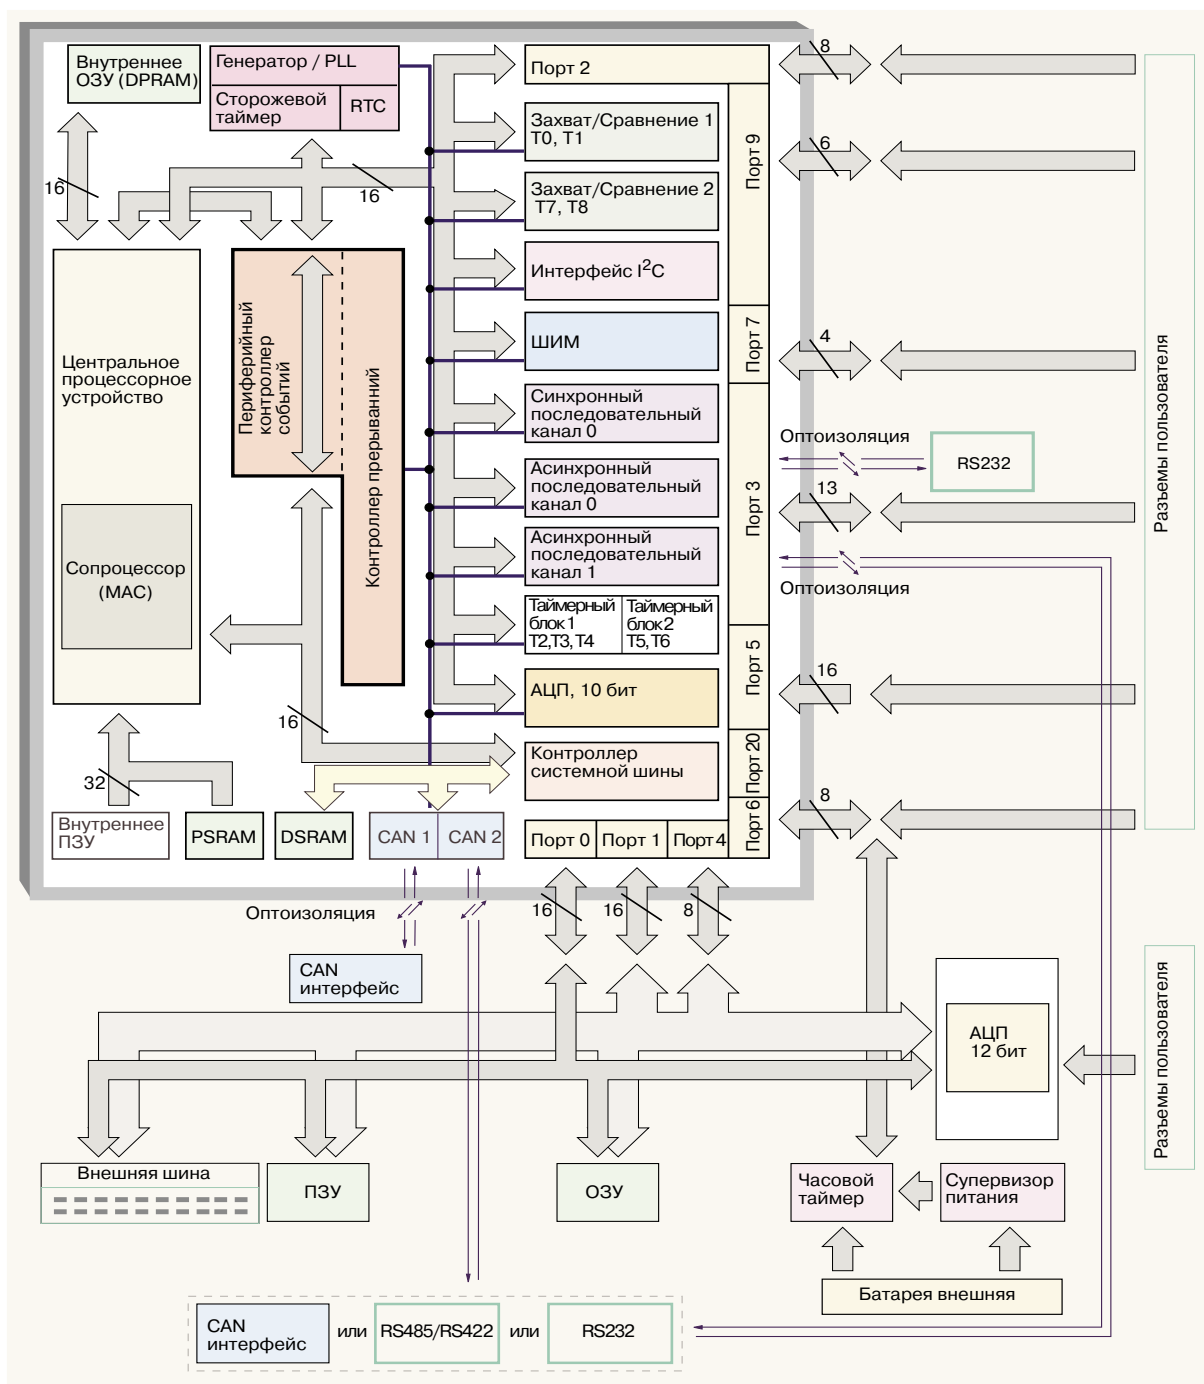 Внутреннее
ОЗУ (DPRAM)
Генератор / PLL
Сторожевой
таймер
RTC
Порт 2
8
Захват/Сравнение 1
T0, T1
Порт 9
6
16
16
Захват/Сравнение 2
T7, T8
Интерфейс I²C
Центральное
процессорное
устройство
Периферийный
контроллер
событий
Контроллер прерыванний
ШИМ
Порт 7
4
Разъемы пользователя
Синхронный
последовательный
канал 0
Оптоизоляция
RS232
Асинхронный
последовательный
канал 0
Порт 3
13
Сопроцессор
(MAC)
Асинхронный
последовательный
канал 1
Оптоизоляция
Таймерный
блок 1
T2,T3, T4
Таймерный
блок 2
T5, T6
Порт 5
16
АЦП, 10 бит
16
Контроллер
системной шины
Порт 20
32
Порт 6
8
Внутреннее
ПЗУ
PSRAM
DSRAM
CAN 1
CAN 2
Порт 0
Порт 1
Порт 4
Оптоизоляция
16
16
8
CAN
интерфейс
АЦП
12 бит
Разъемы пользователя
Внешняя шина
ПЗУ
ОЗУ
Часовой
таймер
Супервизор
питания
Батарея внешняя
CAN
интерфейс
или
RS485/RS422
или
RS232